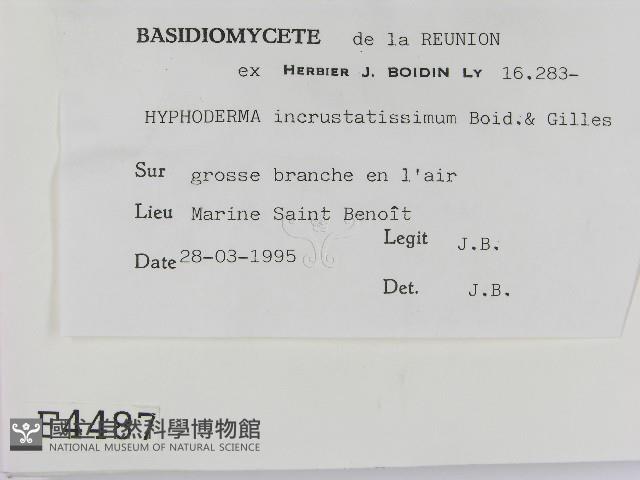 BASIDIOMYCETE de la REUNION
ex HERBIER J. BOIDIN LY 16.283-
HYPHODERMA incrustatissimum Boid.& Gilles
Sur grosse branche en l'air
Lieu Marine Saint Benoît
Legit J.B.
Date 28-03-1995
Det. J.B.
F4487
國立自然科學博物館
NATIONAL MUSEUM OF NATURAL SCIENCE